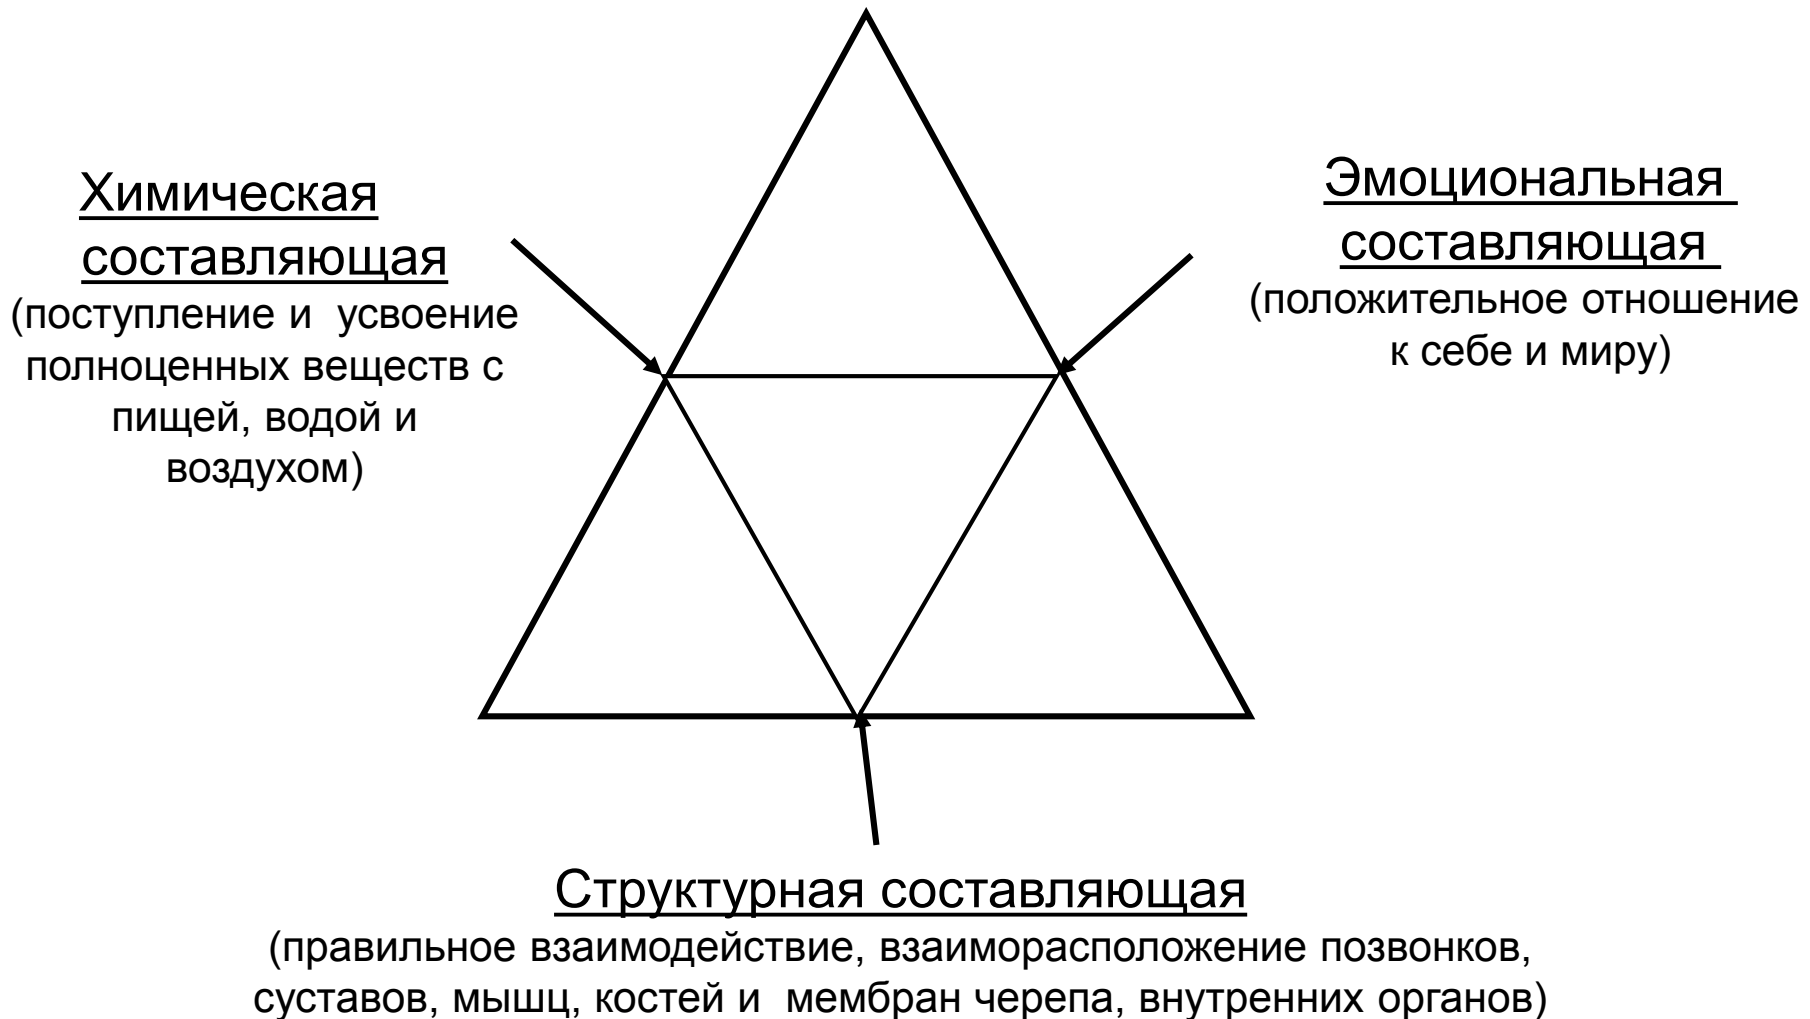 Химическая
составляющая
(поступление и усвоение
полноценных веществ с
пищей, водой и
воздухом)
Эмоциональная
составляющая
(положительное отношение
к себе и миру)
Структурная составляющая
(правильное взаимодействие, взаиморасположение позвонков,
суставов, мышц, костей и мембран черепа, внутренних органов)